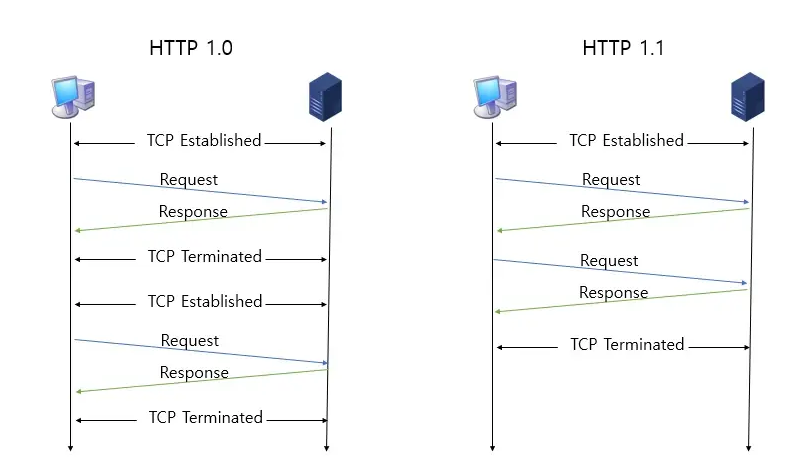 HTTP 1.0
TCP Established
Request
Response
TCP Terminated
TCP Established
Request
Response
TCP Terminated
HTTP 1.1
TCP Established
Request
Response
Request
Response
TCP Terminated